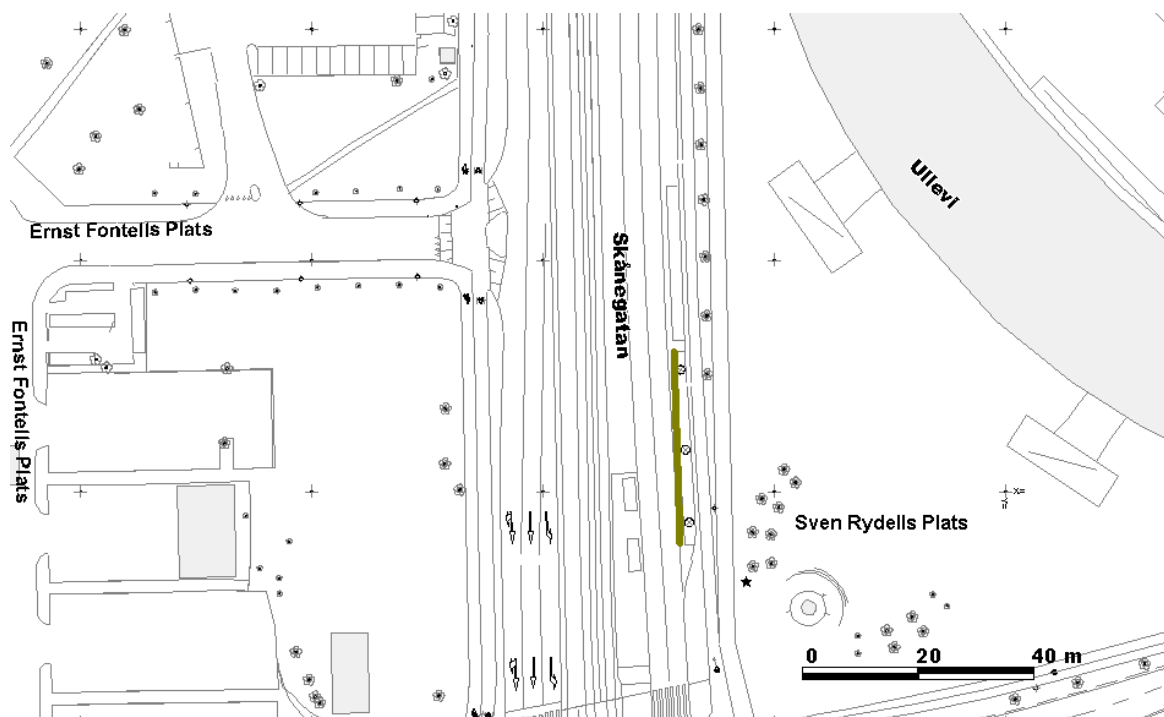 Ullevi
Ernst Fontells Plats
Skånegatan
Ernst Fontells Plats
X=
Y=
Sven Rydells Plats
0 20 40 m